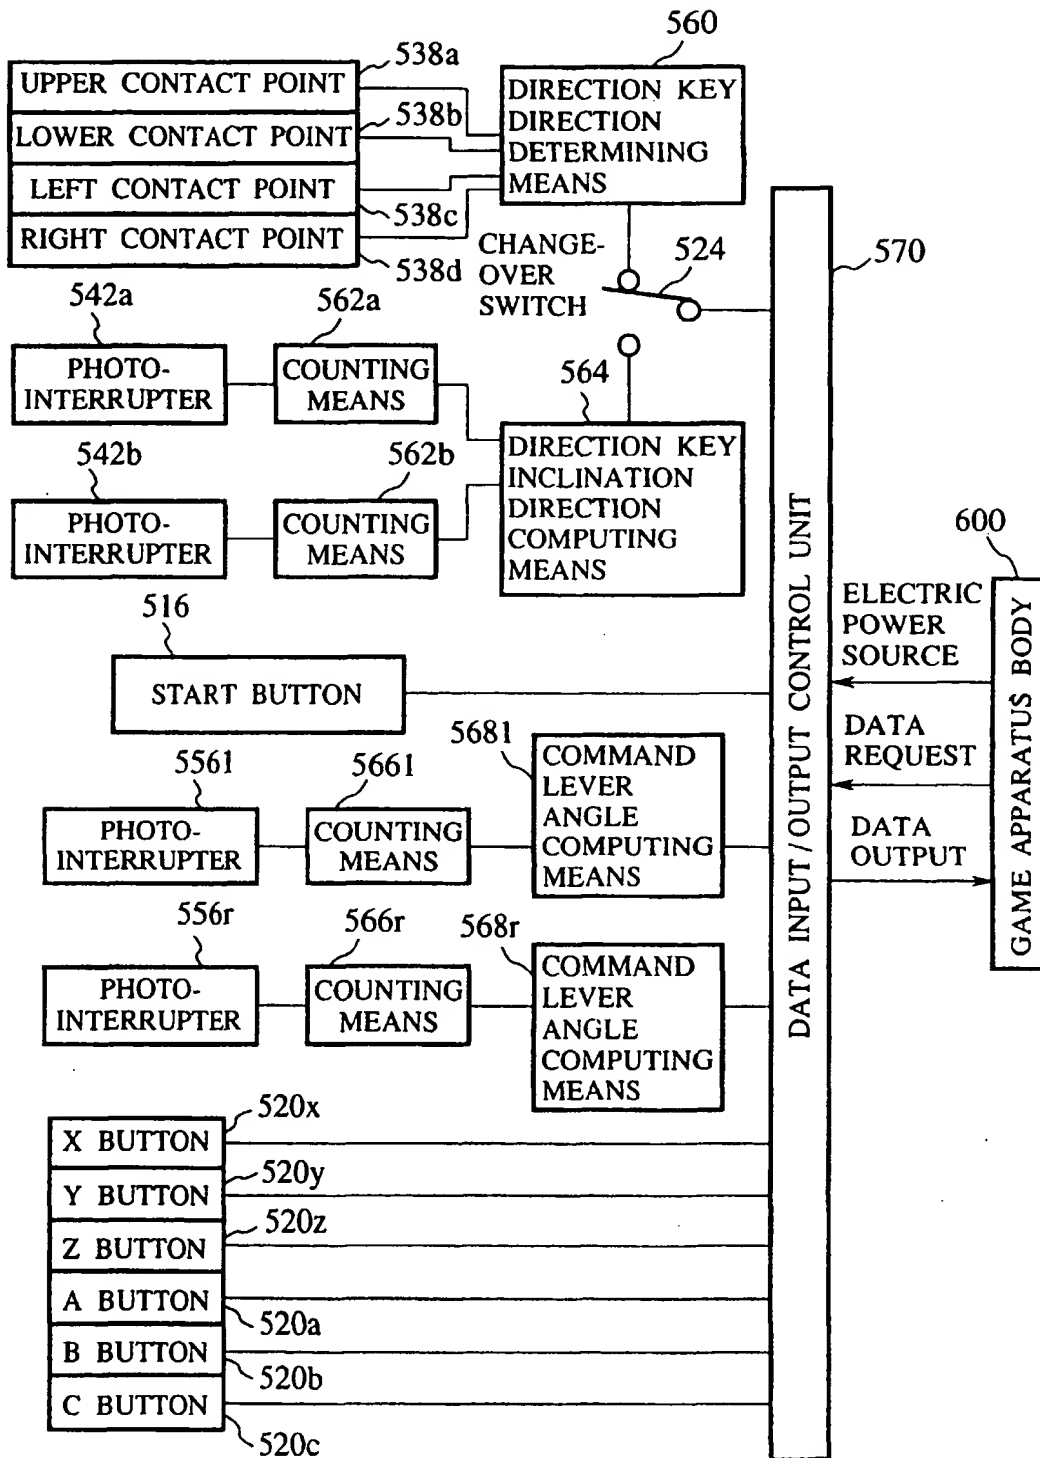 560
538a
UPPER CONTACT POINT
538b
LOWER CONTACT POINT
LEFT CONTACT POINT
538c
RIGHT CONTACT POINT
538d
DIRECTION KEY
DIRECTION
DETERMINING
MEANS
CHANGE-
OVER
SWITCH
524
570
542a
PHOTO-
INTERRUPTER
562a
COUNTING
MEANS
564
DIRECTION KEY
INCLINATION
DIRECTION
COMPUTING
MEANS
542b
PHOTO-
INTERRUPTER
562b
COUNTING
MEANS
516
START BUTTON
5561
PHOTO-
INTERRUPTER
5661
COUNTING
MEANS
5681
COMMAND
LEVER
ANGLE
COMPUTING
MEANS
556r
PHOTO-
INTERRUPTER
566r
COUNTING
MEANS
568r
COMMAND
LEVER
ANGLE
COMPUTING
MEANS
DATA INPUT/OUTPUT CONTROL UNIT
600
ELECTRIC
POWER
SOURCE
DATA
REQUEST
DATA
OUTPUT
GAME APPARATUS BODY
520x
X BUTTON
520y
Y BUTTON
520z
Z BUTTON
A BUTTON
520a
B BUTTON
520b
C BUTTON
520c